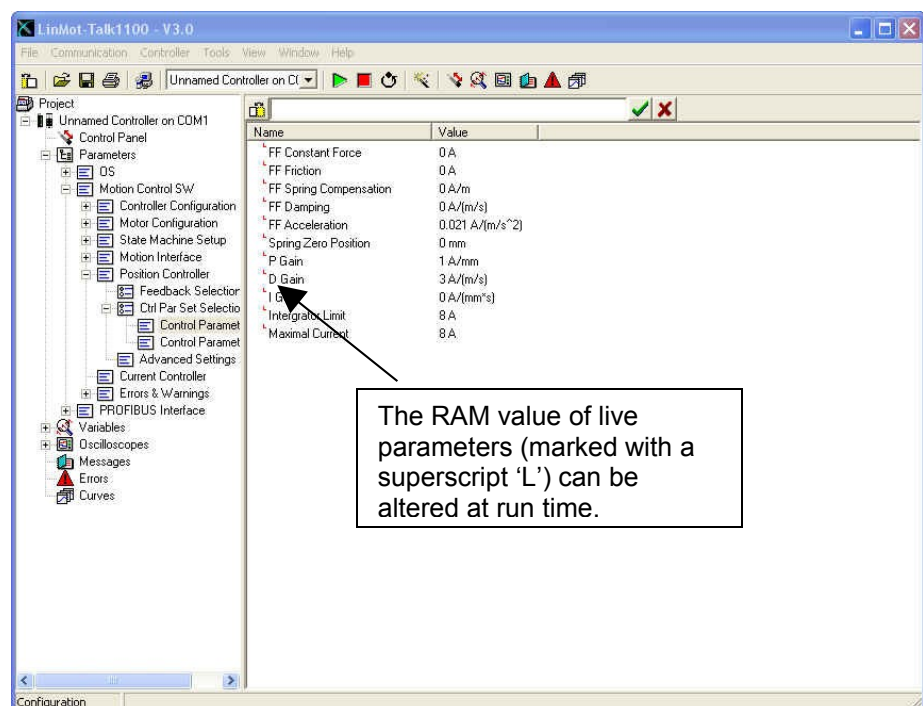 LinMot-Talk1100 - V3.0
File Communication Controller Tools View Window Help
Unnamed Controller on C
Project
Unnamed Controller on COM1
Control Panel
Parameters
OS
Motion Control SW
Controller Configuration
Motor Configuration
State Machine Setup
Motion Interface
Position Controller
Feedback Selection
Ctrl Par Set Selectio
Control Paramet
Control Paramet
Advanced Settings
Current Controller
Errors & Warnings
PROFIBUS Interface
Variables
Oscilloscopes
Messages
Errors
Curves
Name Value
L FF Constant Force 0 A
L FF Friction 0 A
L FF Spring Compensation 0 A/m
L FF Damping 0 A/(m/s)
L FF Acceleration 0.021 A/(m/s^2)
L Spring Zero Position 0 mm
L P Gain 1 A/mm
L D Gain 3 A/(m/s)
L I G 0 A/(mm*s)
L Intergrator Limit 8 A
L Maximal Current 8 A
The RAM value of live
parameters (marked with a
superscript ‘L’) can be
altered at run time.
Configuration